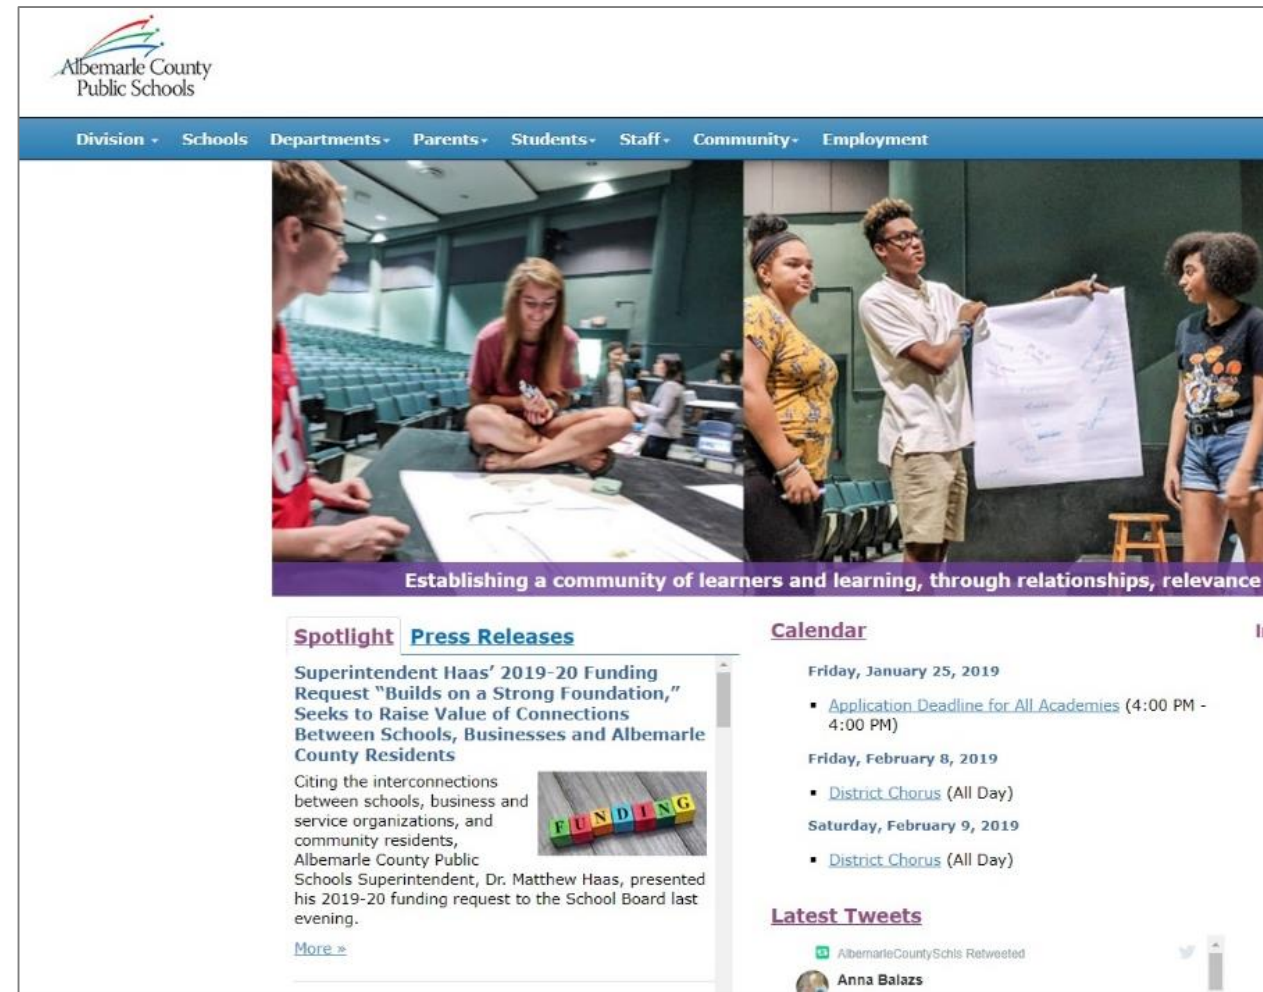 Albemarle County
Public Schools
Division Schools Departments Parents Students Staff Community Employment
Establishing a community of learners and learning, through relationships, relevance
Spotlight Press Releases
Superintendent Haas’ 2019-20 Funding
Request “Builds on a Strong Foundation,”
Seeks to Raise Value of Connections
Between Schools, Businesses and Albemarle
County Residents
Citing the interconnections
between schools, business and
service organizations, and
community residents,
Albemarle County Public
Schools Superintendent, Dr. Matthew Haas, presented
his 2019-20 funding request to the School Board last
evening.
FUNDING
More »
Calendar
Friday, January 25, 2019
▪ Application Deadline for All Academies (4:00 PM -
4:00 PM)
Friday, February 8, 2019
▪ District Chorus (All Day)
Saturday, February 9, 2019
▪ District Chorus (All Day)
Latest Tweets
AlbemarleCountySchls Retweeted
Anna Balazs